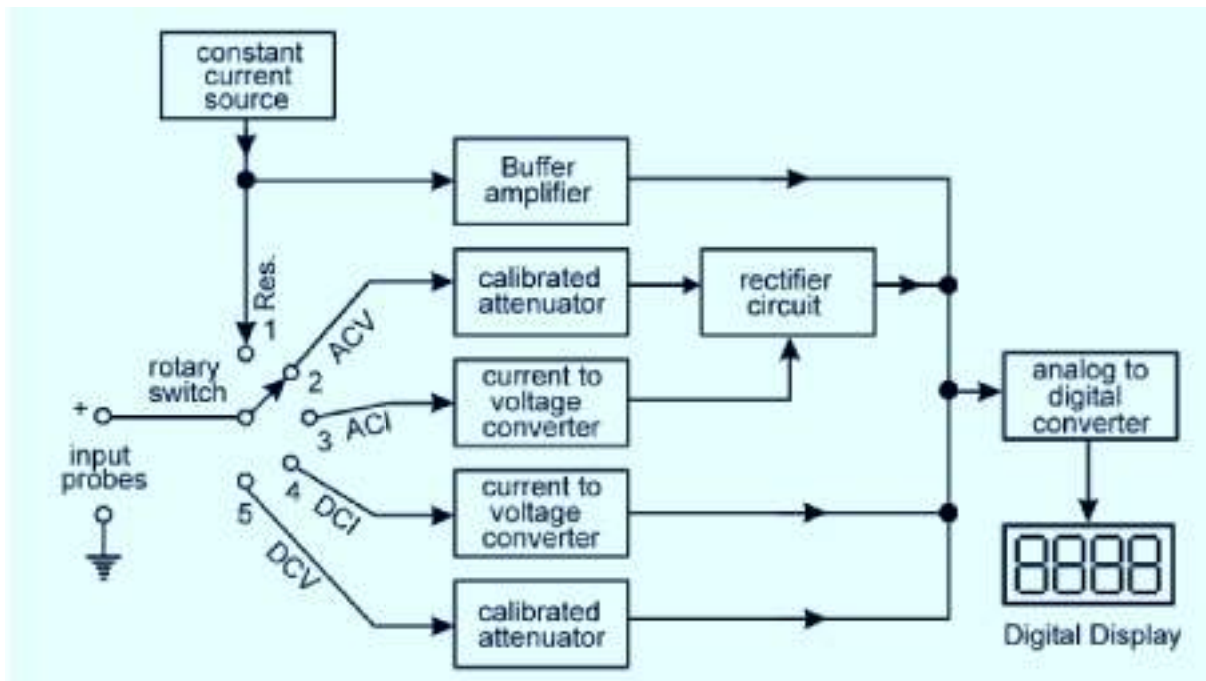 constant
current
source
Buffer
amplifier
Res.
1
calibrated
attenuator
rectifier
circuit
ACV
2
rotary
switch
current to
voltage
converter
analog to
digital
converter
+
ACI
3
input
probes
4
DCI
current to
voltage
converter
5
DCV
calibrated
attenuator
8888
Digital Display